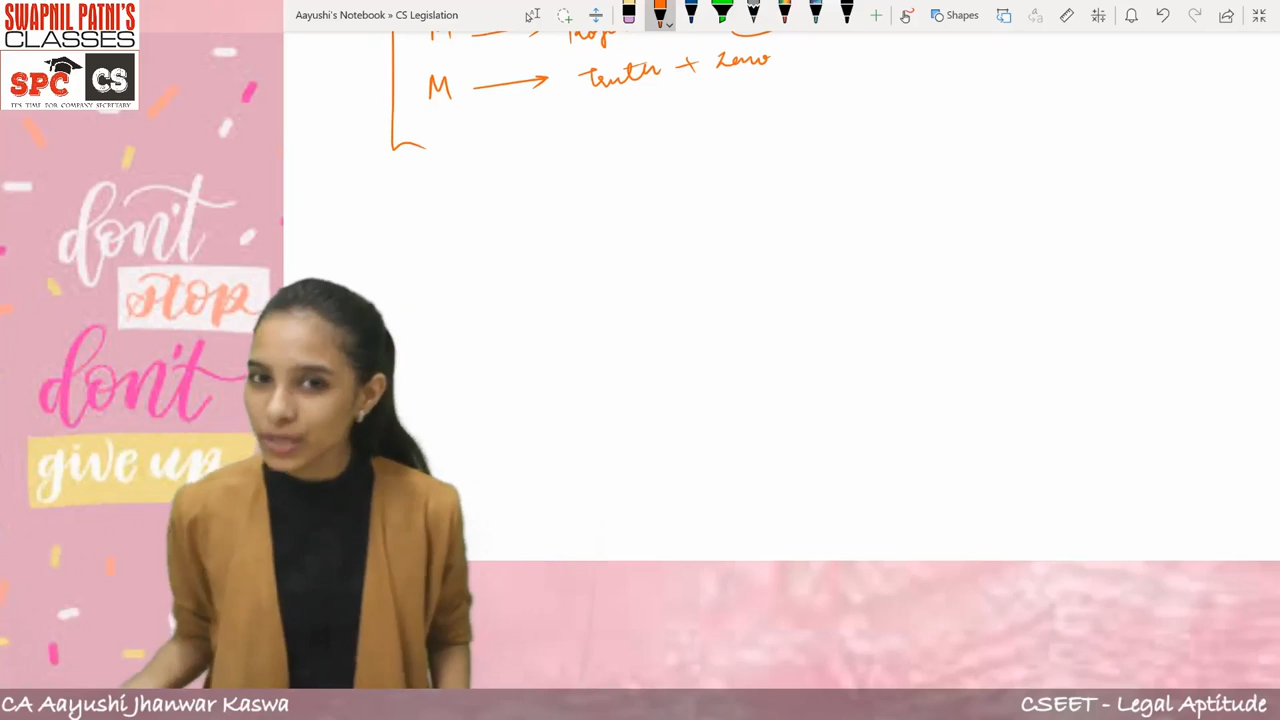 SWAPNIL PATNI'S
CLASSES
SPC CS
IT'S TIME FOR COMPANY SECRETARY
Aayushi's Notebook » CS Legislation
Shapes
M
M → Truth +
don't
stop
don't
give up
CA Aayushi Jhanwar Kaswa
CSEET - Legal Aptitude